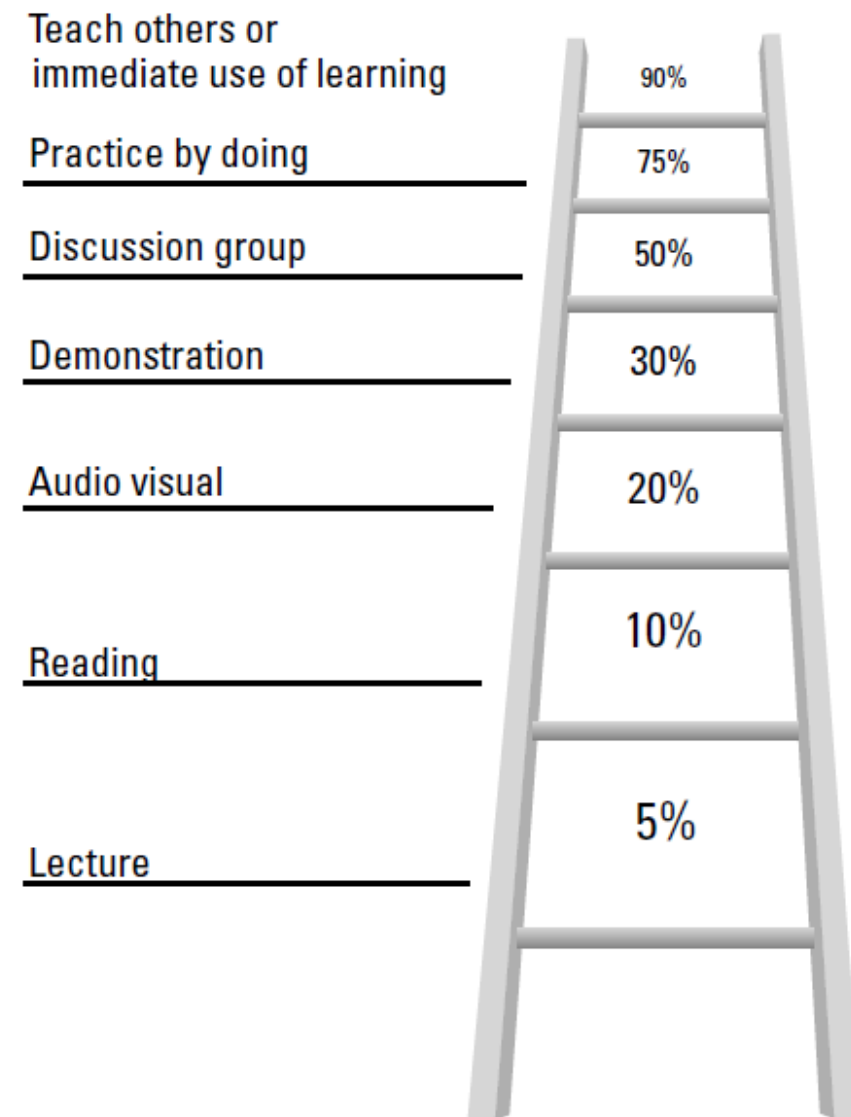 Teach others or
immediate use of learning
90%
Practice by doing
75%
Discussion group
50%
Demonstration
30%
Audio visual
20%
Reading
10%
Lecture
5%